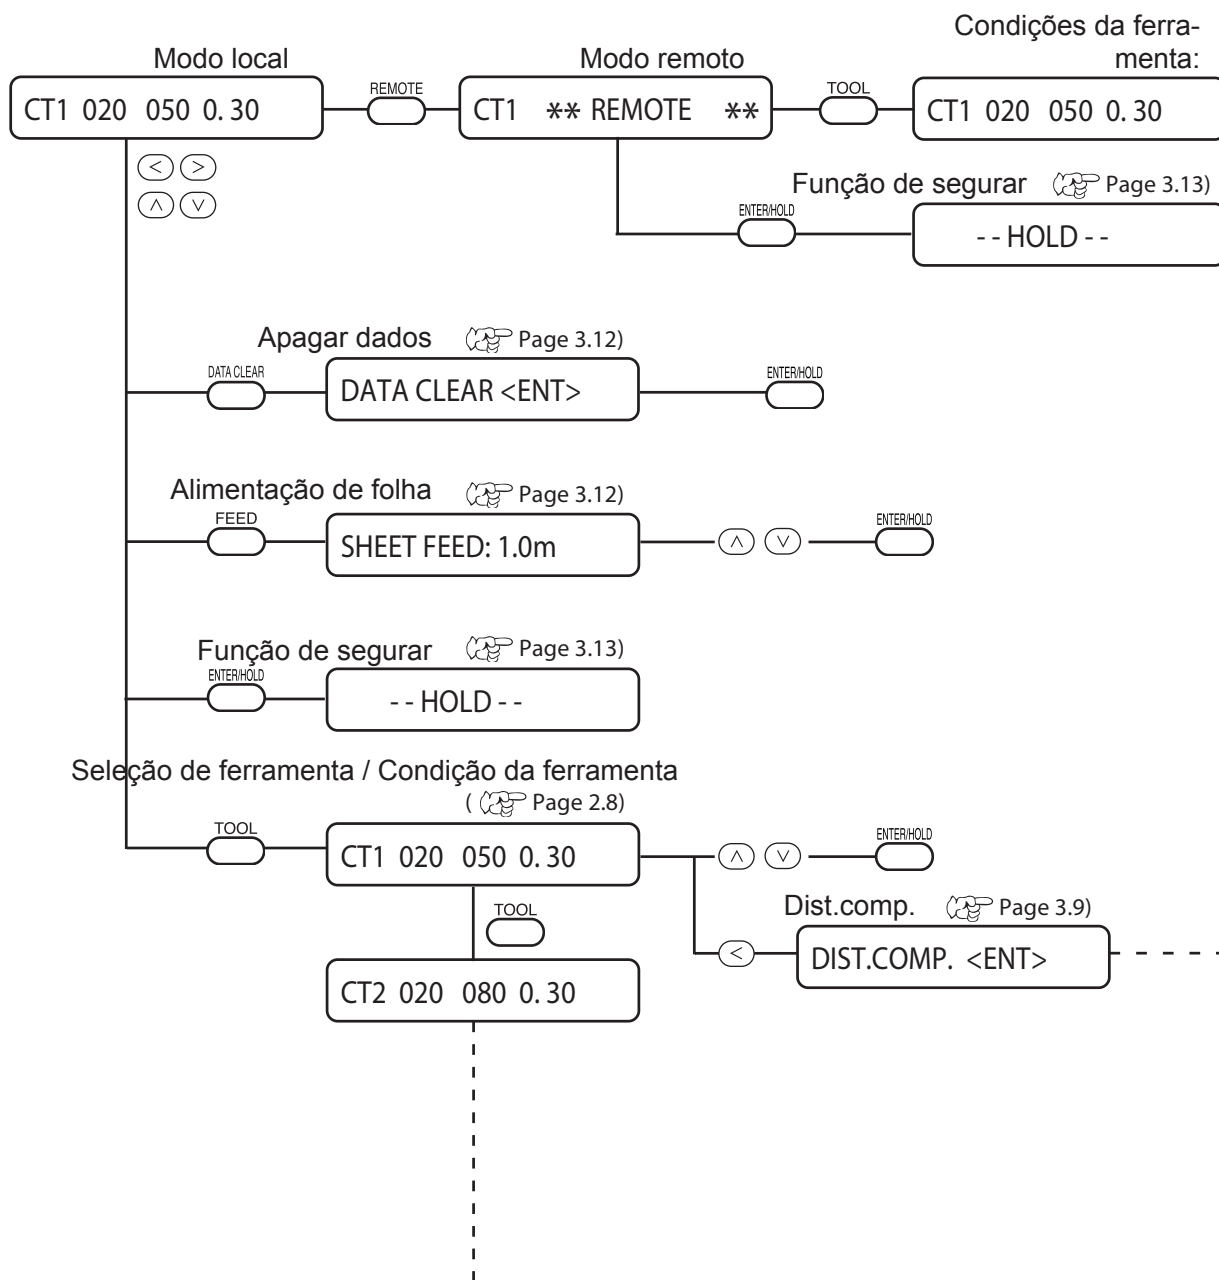 Condições da ferra-
menta:
Modo local
Modo remoto
CT1 020 050 0.30
REMOTE
CT1 ** REMOTE **
TOOL
CT1 020 050 0.30
< >
∧ ∨
Função de segurar Page 3.13)
ENTER/HOLD
-- HOLD --
Apagar dados Page 3.12)
DATA CLEAR
DATA CLEAR <ENT>
ENTER/HOLD
Alimentação de folha Page 3.12)
FEED
SHEET FEED: 1.0m
∧ ∨
ENTER/HOLD
Função de segurar Page 3.13)
ENTER/HOLD
-- HOLD --
Seleção de ferramenta / Condição da ferramenta
( Page 2.8)
TOOL
CT1 020 050 0.30
∧ ∨
ENTER/HOLD
TOOL
Dist.comp. Page 3.9)
<
DIST.COMP. <ENT>
CT2 020 080 0.30